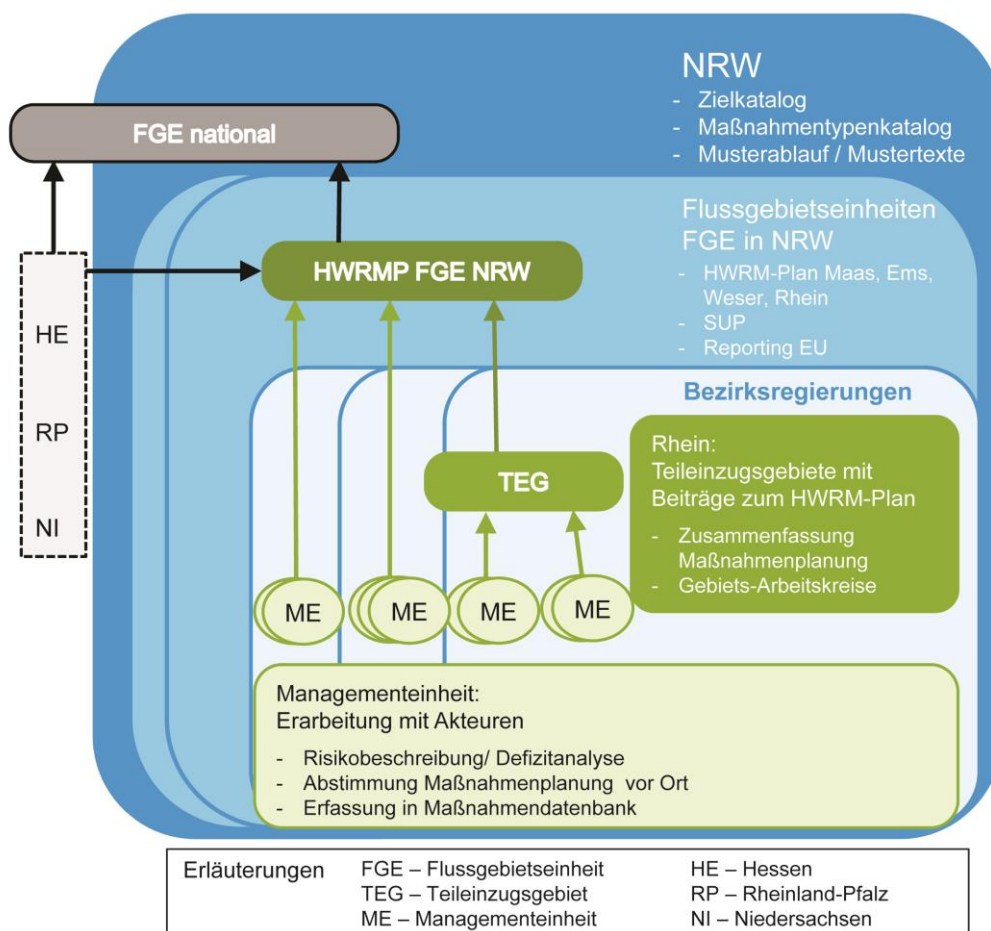 NRW
- Zielkatalog
- Maßnahmentypenkatalog
- Musterablauf / Mustertexte
FGE national
Flussgebietseinheiten
FGE in NRW
- HWRM-Plan Maas, Ems,
Weser, Rhein
- SUP
- Reporting EU
HWRMP FGE NRW
HE
RP
NI
Bezirksregierungen
Rhein:
Teileinzugsgebiete mit
Beiträge zum HWRM-Plan
- Zusammenfassung
Maßnahmenplanung
- Gebiets-Arbeitskreise
TEG
ME
ME
ME
ME
Managementeinheit:
Erarbeitung mit Akteuren
- Risikobeschreibung/ Defizitanalyse
- Abstimmung Maßnahmenplanung vor Ort
- Erfassung in Maßnahmendatenbank
Erläuterungen
FGE – Flussgebietseinheit
TEG – Teileinzugsgebiet
ME – Managementeinheit
HE – Hessen
RP – Rheinland-Pfalz
NI – Niedersachsen